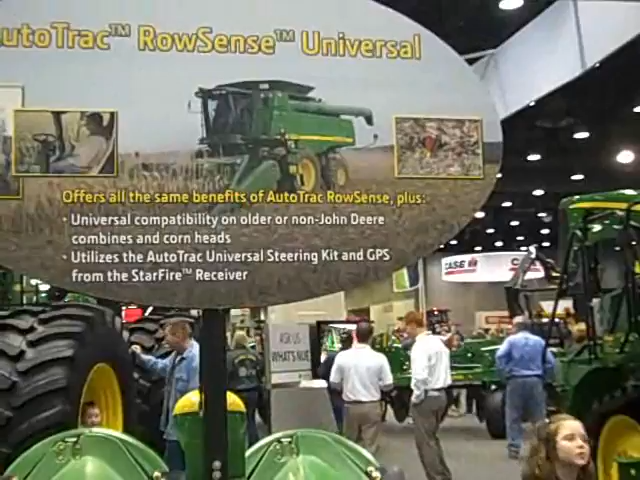 AutoTrac™ RowSense™ Universal
Offers all the same benefits of AutoTrac RowSense, plus:
· Universal compatibility on older or non-John Deere
combines and corn heads
· Utilizes the AutoTrac Universal Steering Kit and GPS
from the StarFire™ Receiver
CASE IH
ASK US
WHAT'S NEW